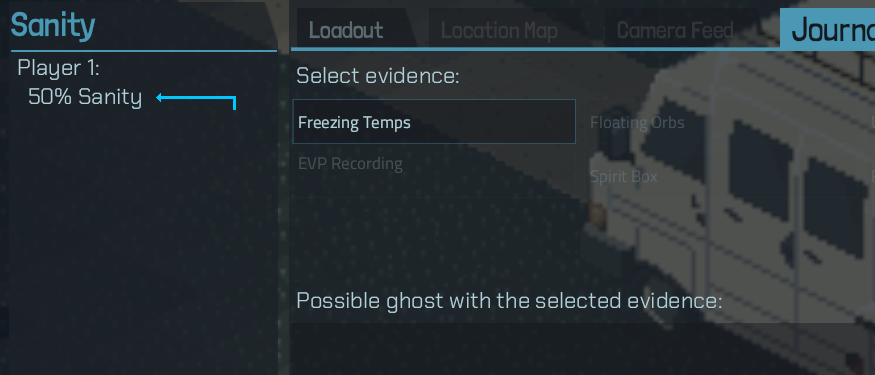 Sanity
Player 1:
50% Sanity
Loadout
Location Map
Camera Feed
Select evidence:
Freezing Temps
Floating Orbs
EVP Recording
Spirit Box
Possible ghost with the selected evidence: